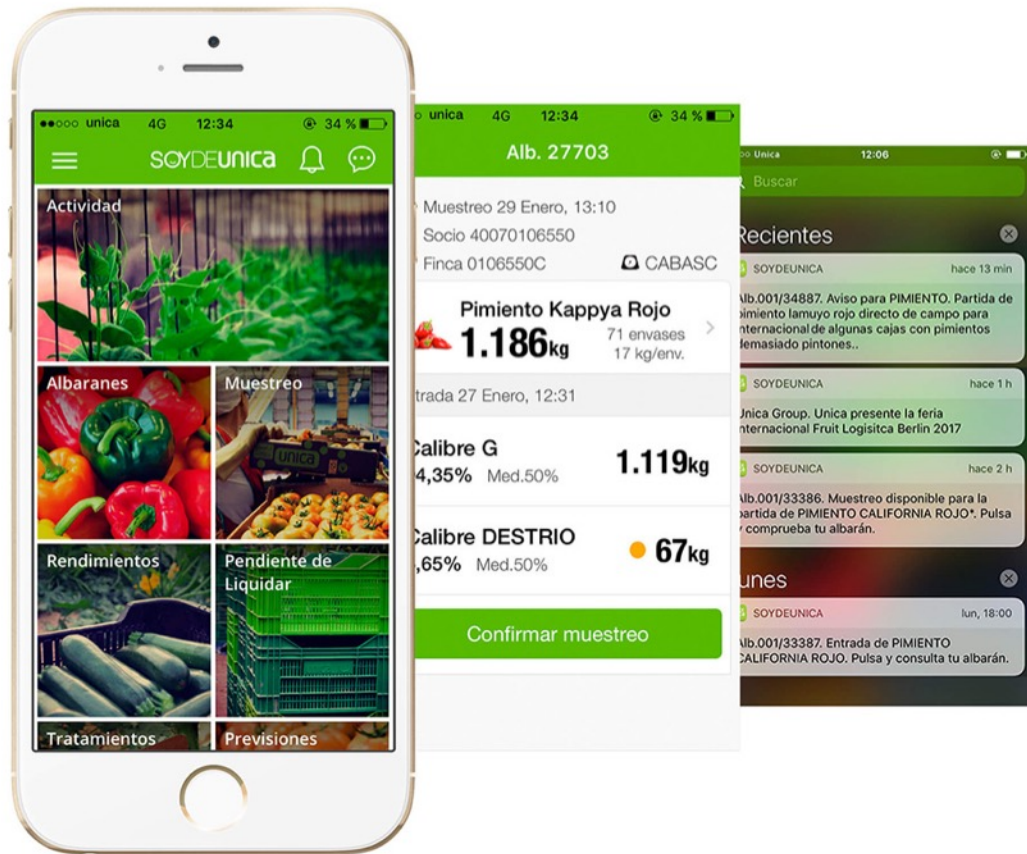 unica 4G 12:34 34 %
SOYDEUNICA
Actividad
Albaranes
Muestreo
unica
Rendimientos
Pendiente de
Liquidar
Tratamientos
Previsiones
unica 4G 12:34 34 %
Alb. 27703
Muestreo 29 Enero, 13:10
Socio 40070106550
Finca 0106550C
CABASC
Pimiento Kappya Rojo
1.186kg
71 envases
17 kg/env.
trada 27 Enero, 12:31
Calibre G
4,35% Med.50%
1.119kg
Calibre DESTRIO
,65% Med.50%
67kg
Confirmar muestreo
Unica 12:06
Buscar
Recientes
SOYDEUNICA hace 13 min
Alb.001/34887. Aviso para PIMIENTO. Partida de
pimiento lamuyo rojo directo de campo para
internacional de algunas cajas con pimientos
demasiado pintones..
SOYDEUNICA hace 1 h
Unica Group. Unica presente la feria
internacional Fruit Logisitca Berlin 2017
SOYDEUNICA hace 2 h
Alb.001/33386. Muestreo disponible para la
partida de PIMIENTO CALIFORNIA ROJO*. Pulsa
y comprueba tu albarán.
unes
SOYDEUNICA lun, 18:00
Alb.001/33387. Entrada de PIMIENTO
CALIFORNIA ROJO. Pulsa y consulta tu albarán.